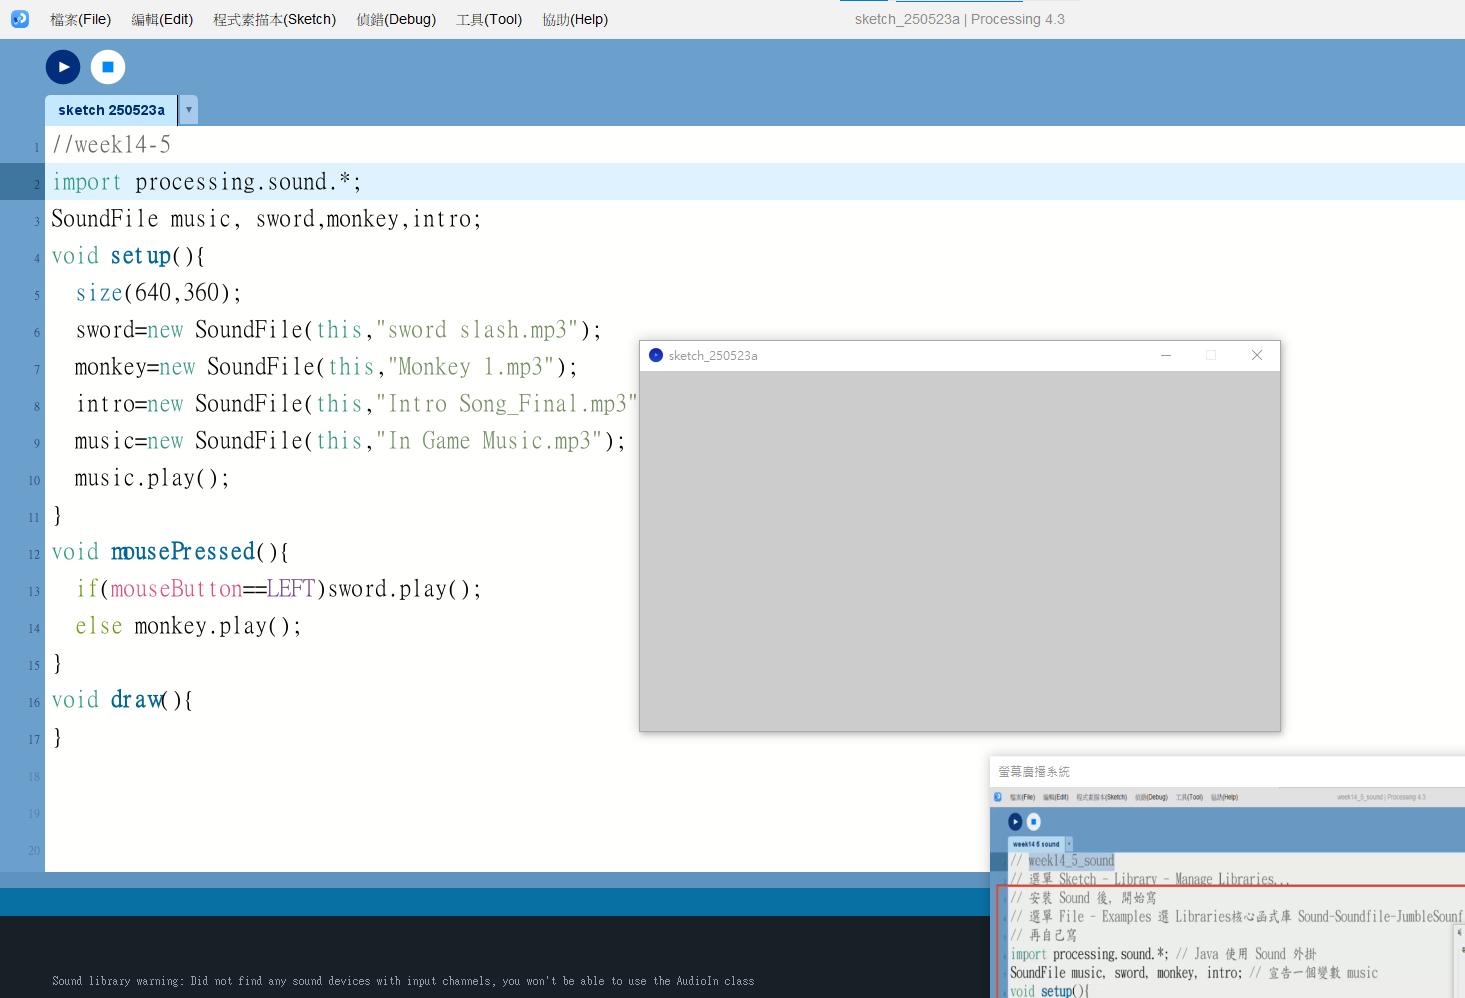 檔案(File) 編輯(Edit) 程式素描本(Sketch) 偵錯(Debug) 工具(Tool) 協助(Help) sketch_250523a | Processing 4.3
sketch 250523a
1 //week14-5
2 import processing.sound.*;
3 SoundFile music, sword,monkey,intro;
4 void setup(){
5 size(640,360);
6 sword=new SoundFile(this,"sword slash.mp3");
7 monkey=new SoundFile(this,"Monkey 1.mp3");
8 intro=new SoundFile(this,"Intro Song_Final.mp3"
9 music=new SoundFile(this,"In Game Music.mp3");
10 music.play();
11 }
12 void mousePressed(){
13 if(mouseButton==LEFT)sword.play();
14 else monkey.play();
15 }
16 void draw(){
17 }
18
19
20
sketch_250523a
螢幕廣播系統
檔案(File) 編輯(Edit) 程式素描本(Sketch) 偵錯(Debug) 工具(Tool) 協助(Help) week14_5_sound | Processing 4.3
week14 5 sound
// week14_5_sound
// 選單 Sketch - Library - Manage Libraries...
// 安裝 Sound 後, 開始寫
// 選單 File - Examples 選 Libraries核心函式庫 Sound-Soundfile-JumbleSounf
// 再自己寫
import processing.sound.*; // Java 使用 Sound 外掛
SoundFile music, sword, monkey, intro; // 宣告一個變數 music
void setup(){
Sound library warning: Did not find any sound devices with input channels, you won't be able to use the AudioIn class